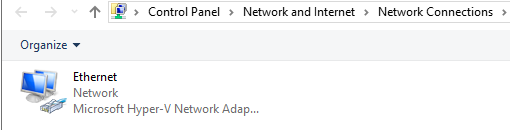 Control Panel > Network and Internet > Network Connections >
Organize
Ethernet
Network
Microsoft Hyper-V Network Adap...